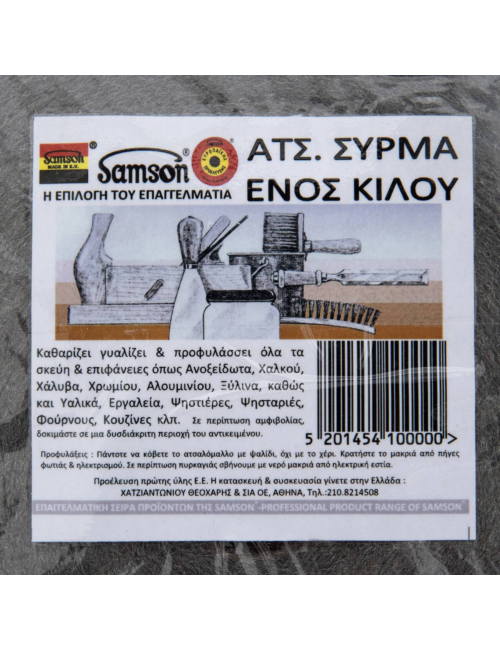 Samson
MADE IN E.U.
Samson
ΑΤΣ. ΣΥΡΜΑ
Η ΕΠΙΛΟΓΗ ΤΟΥ ΕΠΑΓΓΕΛΜΑΤΙΑ
ΕΝΟΣ ΚΙΛΟΥ
Καθαρίζει γυαλίζει & προφυλάσσει όλα τα
σκεύη & επιφάνειες όπως Ανοξείδωτα, Χαλκού,
Χάλυβα, Χρωμίου, Αλουμινίου, Ξύλινα, καθώς
και Υαλικά, Εργαλεία, Ψηστιέρες, Ψησταριές,
Φούρνους, Κουζίνες κλπ. Σε περίπτωση αμφιβολίας,
δοκιμάστε σε μια δυσδιάκριτη περιοχή του αντικειμένου.
5 201454 100000 >
Προφυλάξεις : Πάντοτε να κόβετε το ατσαλόμαλλο με ψαλίδι, όχι με το χέρι. Κρατήστε το μακριά από πήγες
φωτιάς & ηλεκτρισμού. Σε περίπτωση πυρκαγιάς σβήνουμε με νερό μακριά από ηλεκτρική εστία.
Προέλευση πρώτης ύλης Ε.Ε. Η κατασκευή & συσκευασία γίνετε στην Ελλάδα :
ΧΑΤΖΙΑΝΤΩΝΙΟΥ ΘΕΟΧΑΡΗΣ & ΣΙΑ ΟΕ, ΑΘΗΝΑ, Τηλ.:210.8214508
ΕΠΑΓΓΕΛΜΑΤΙΚΗ ΣΕΙΡΑ ΠΡΟΪΟΝΤΩΝ ΤΗΣ SAMSON®-PROFESSIONAL PRODUCT RANGE OF SAMSON®